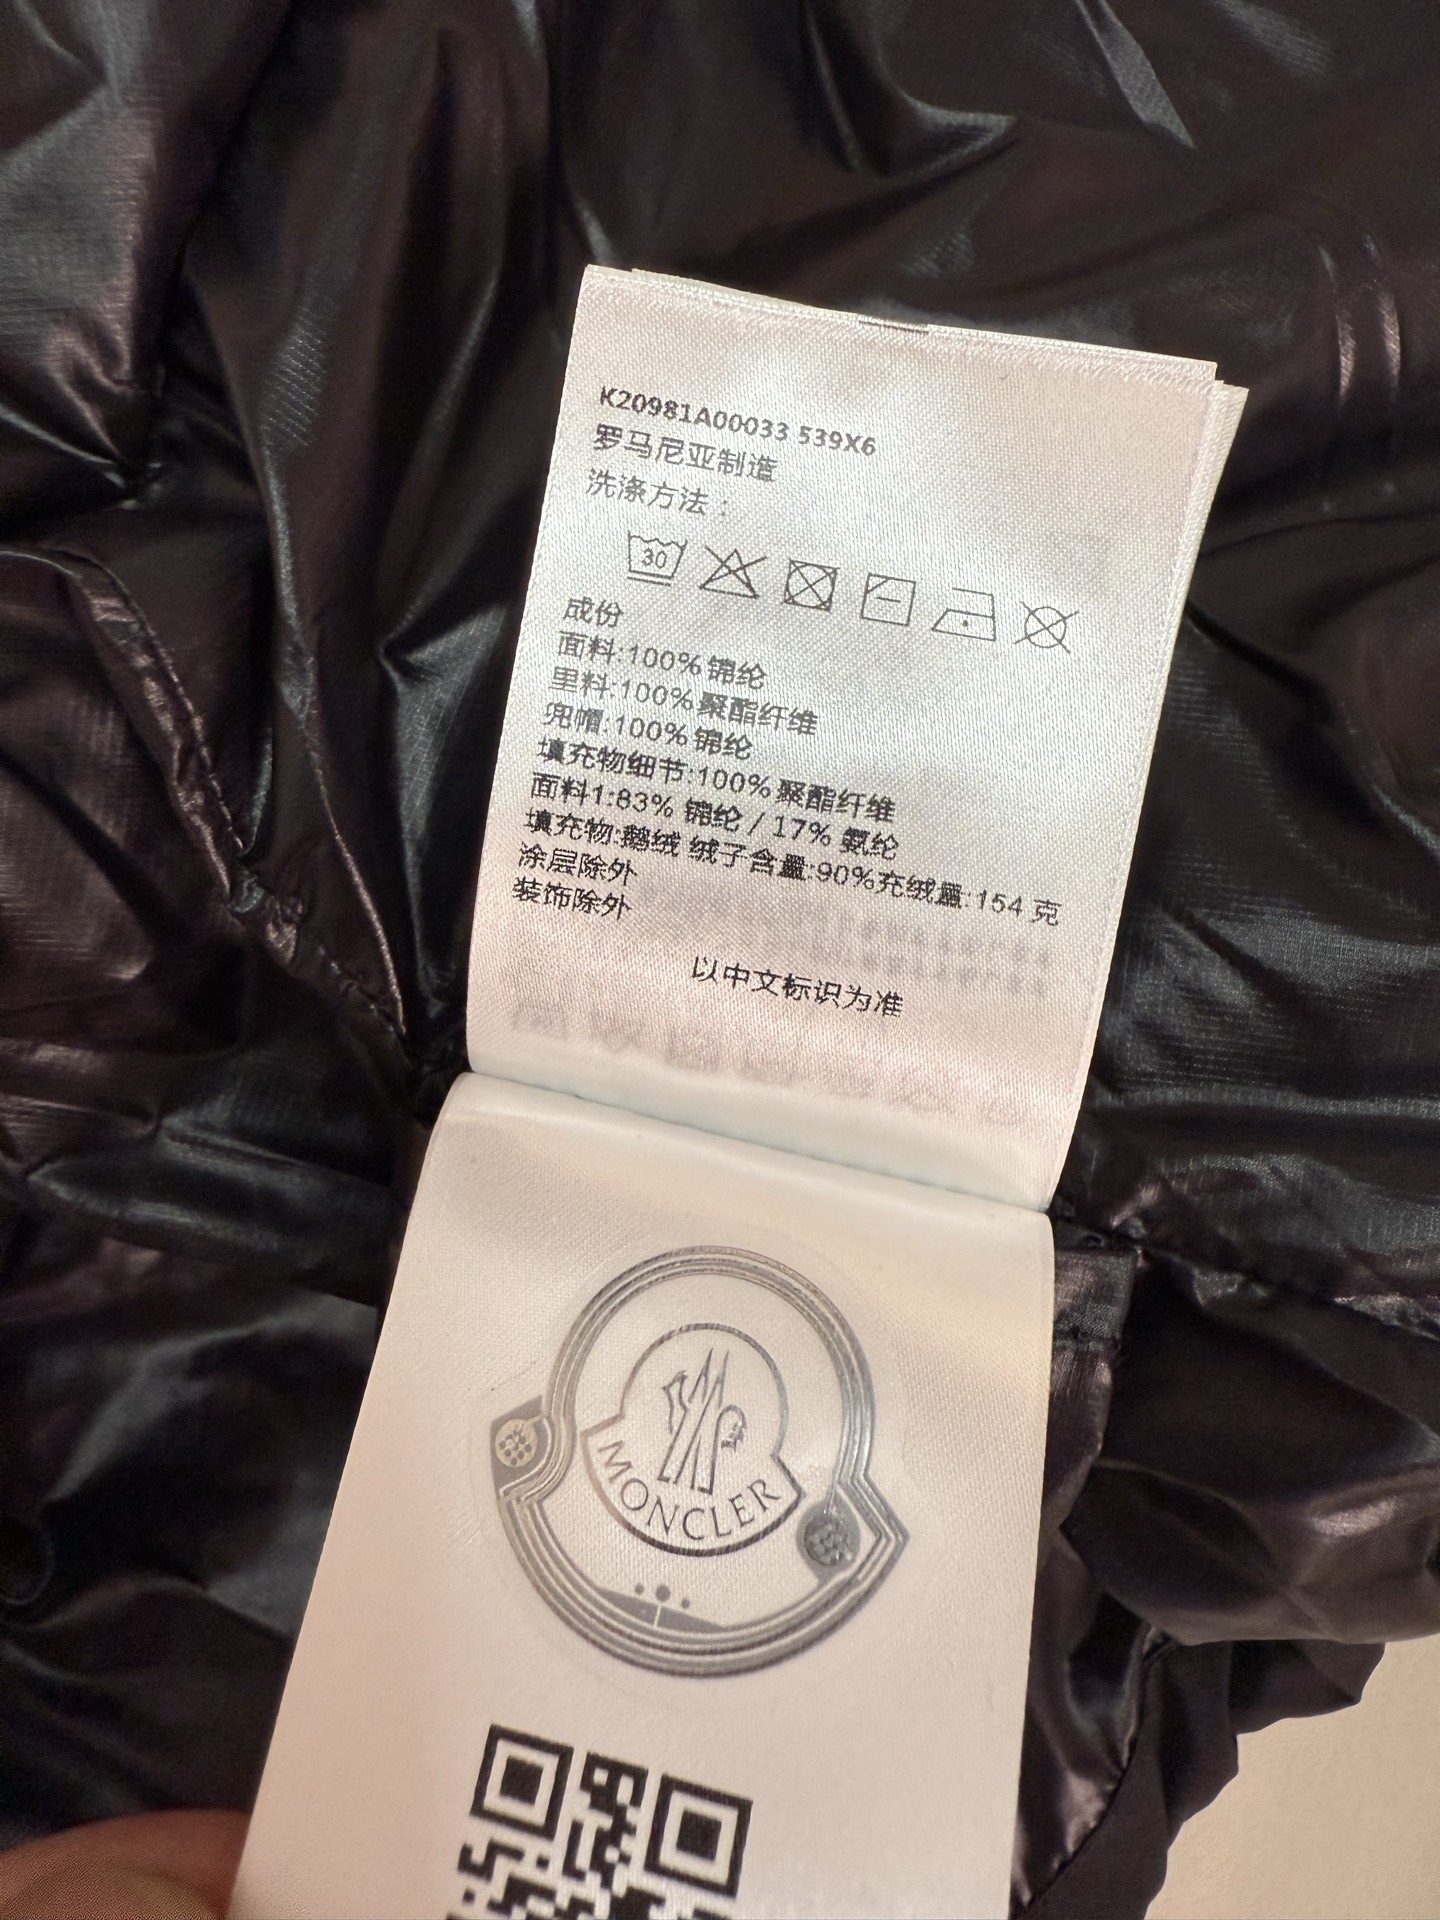 K20981A00033 539X6
罗马尼亚制造
洗涤方法：
30
成份
面料:100%锦纶
里料:100%聚酯纤维
兜帽:100%锦纶
填充物细节:100%聚酯纤维
面料1:83% 锦纶 / 17% 氨纶
填充物:鹅绒 绒子含量:90%充绒量:154 克
涂层除外
装饰除外
以中文标识为准
MONCLER